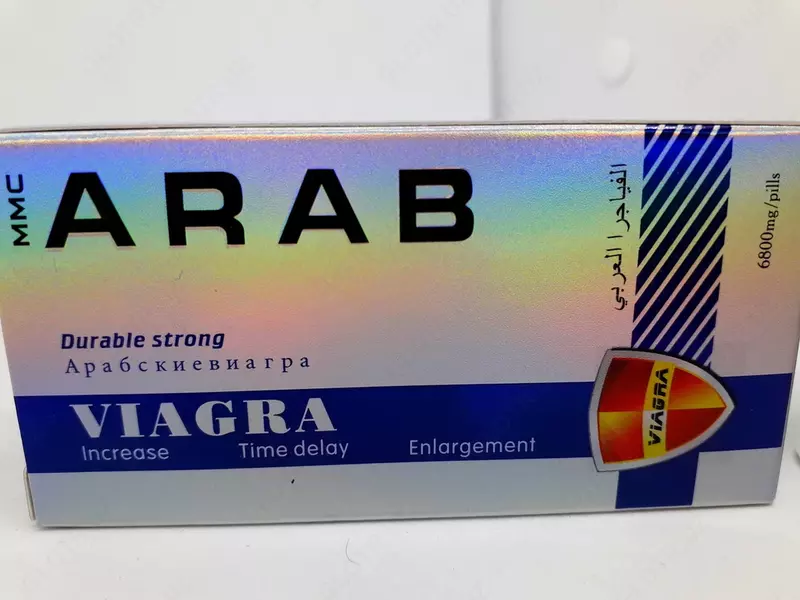 MMC
ARAB
Durable strong
Арабскиевиагра
VIAGRA
Increase Time delay Enlargement
الفياجرا العربي
6800mg/pills
VIAGRA